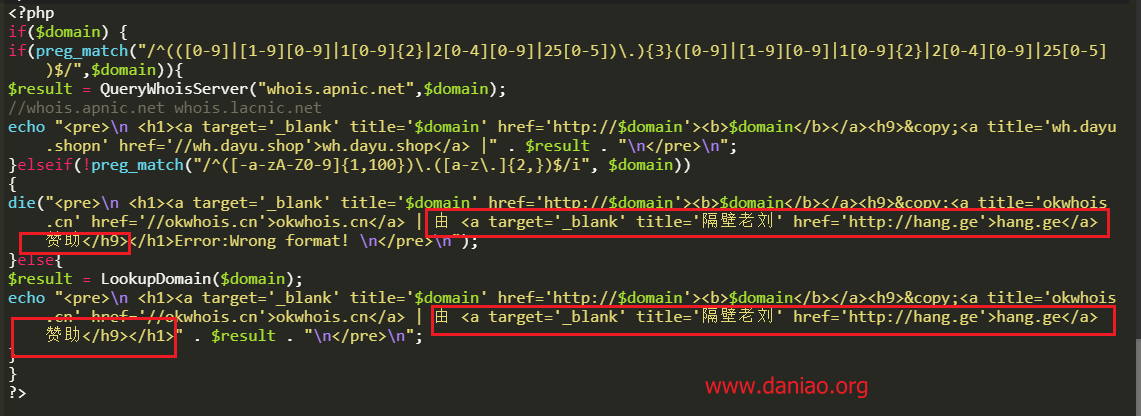 <?php
if($domain) {
if(preg_match("/^(([0-9]|[1-9][0-9]|1[0-9]{2}|2[0-4][0-9]|25[0-5])\.){3}([0-9]|[1-9][0-9]|1[0-9]{2}|2[0-4][0-9]|25[0-5]
)$/",$domain)){
$result = QueryWhoisServer("whois.apnic.net",$domain);
//whois.apnic.net whois.lacnic.net
echo "<pre>\n <h1><a target='_blank' title='$domain' href='http://$domain'><b>$domain</b></a><h9>&copy;<a title='wh.dayu
.shopn' href='//wh.dayu.shop'>wh.dayu.shop</a> |" . $result . "\n</pre>\n";
}elseif(!preg_match("/^([-a-zA-Z0-9]{1,100})\.([a-z\.]{2,})$/i", $domain))
{
die("<pre>\n <h1><a target='_blank' title='$domain' href='http://$domain'><b>$domain</b></a><h9>&copy;<a title='okwhois
.cn' href='//okwhois.cn'>okwhois.cn</a> | 由 <a target='_blank' title='隔壁老刘' href='http://hang.ge'>hang.ge</a>
赞助</h9></h1>Error:Wrong format! \n</pre>\n");
}else{
$result = LookupDomain($domain);
echo "<pre>\n <h1><a target='_blank' title='$domain' href='http://$domain'><b>$domain</b></a><h9>&copy;<a title='okwhois
.cn' href='//okwhois.cn'>okwhois.cn</a> | 由 <a target='_blank' title='隔壁老刘' href='http://hang.ge'>hang.ge</a>
赞助</h9></h1>" . $result . "\n</pre>\n";
}
}
?>
www.daniao.org